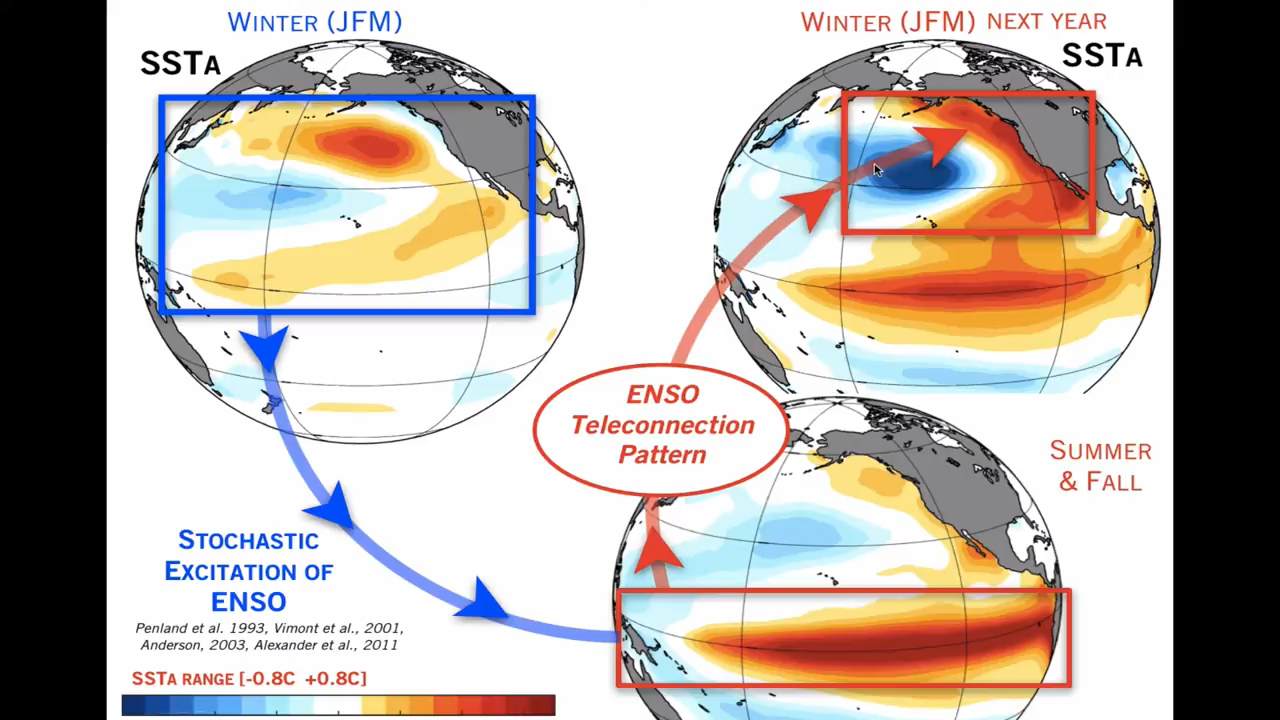 WINTER (JFM)
SSTA
WINTER (JFM) NEXT YEAR
SSTA
ENSO
Teleconnection
Pattern
SUMMER
& FALL
STOCHASTIC
EXCITATION OF
ENSO
Penland et al. 1993, Vimont et al., 2001,
Anderson, 2003, Alexander et al., 2011
SSTA RANGE [-0.8C +0.8C]